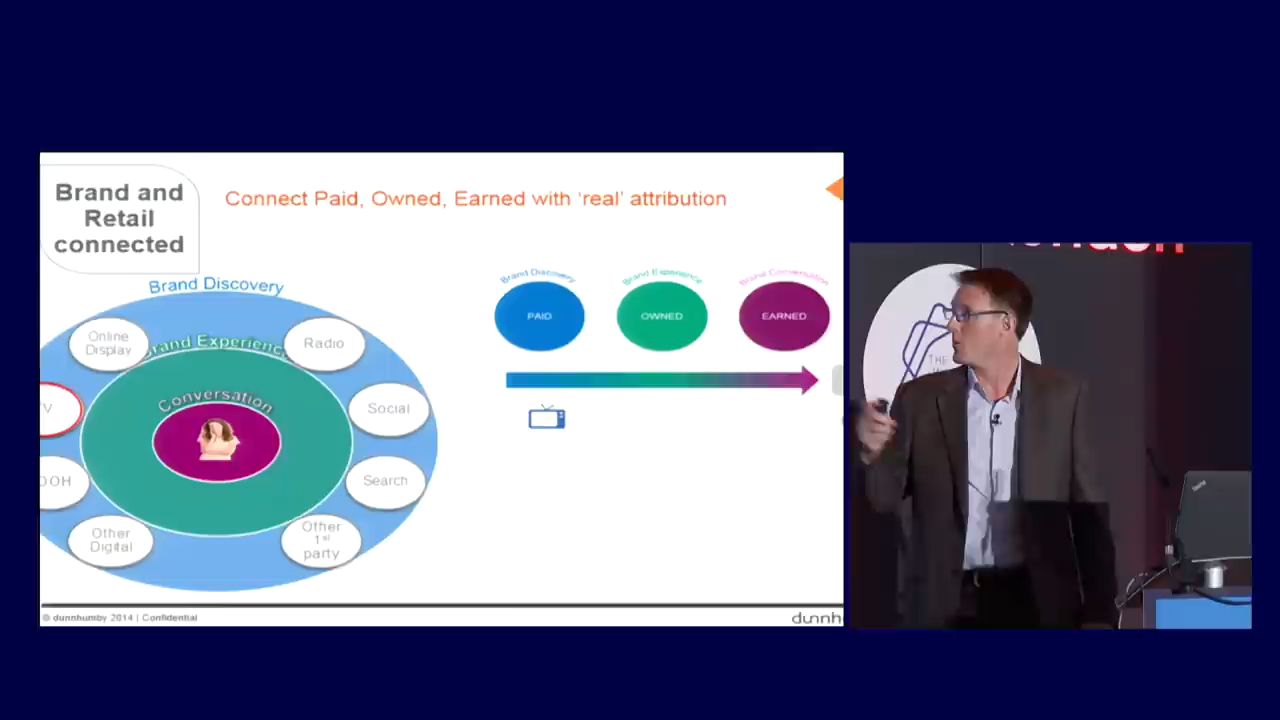 Brand and
Retail
connected
Connect Paid, Owned, Earned with ‘real’ attribution
Brand Discovery
Online
Display
Radio
Brand Experience
V
Conversation
Social
OOH
Search
Other
Digital
Other
1st
party
Brand Discovery
Brand Experience
Brand Conversation
PAID
OWNED
EARNED
© dunnhumby 2014 | Confidential
dunnh
THE